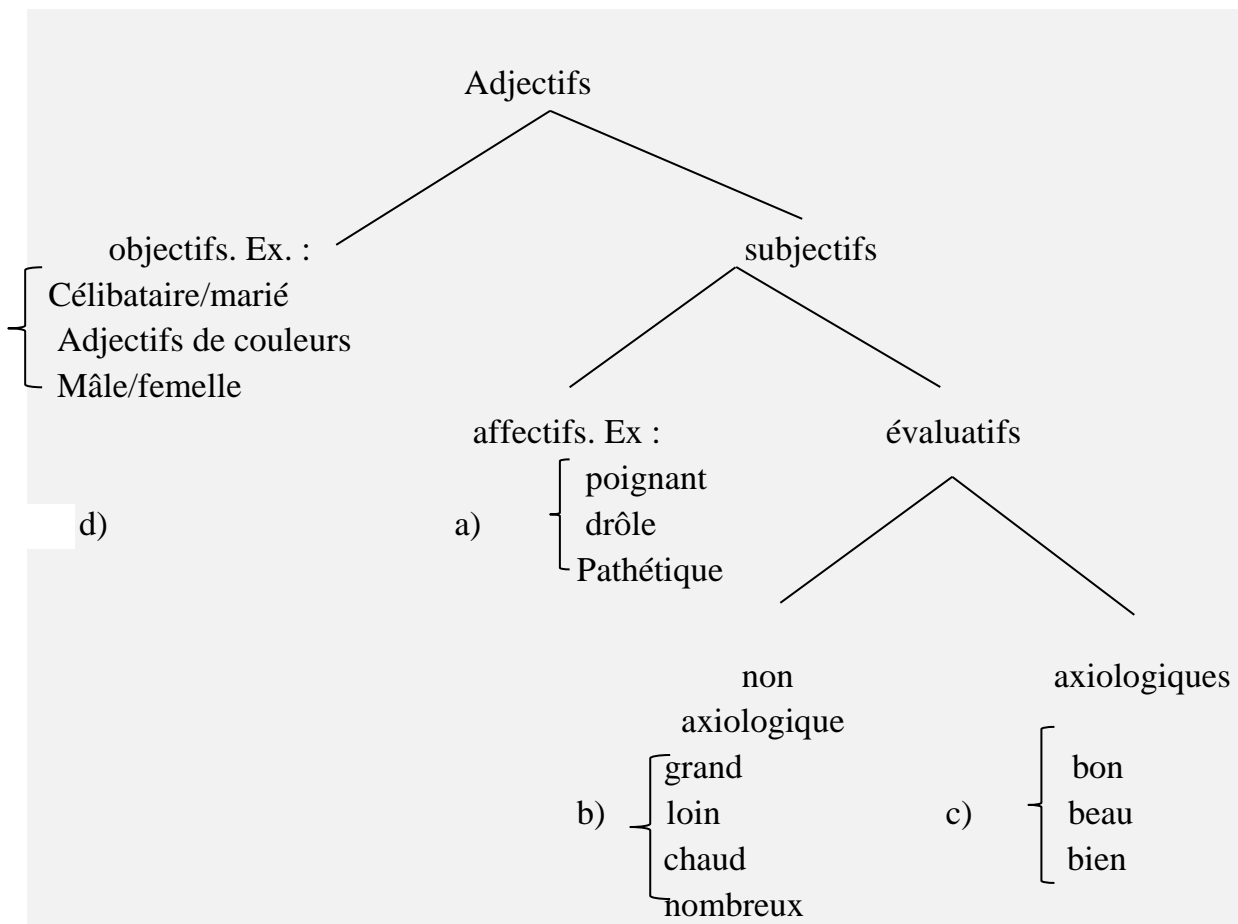 Adjectifs
objectifs. Ex. :
subjectifs
Célibataire/marié
Adjectifs de couleurs
Mâle/femelle
affectifs. Ex :
évaluatifs
poignant
d)
a)
drôle
Pathétique
non
axiologique
axiologiques
grand
bon
b)
loin
c)
beau
chaud
bien
nombreux